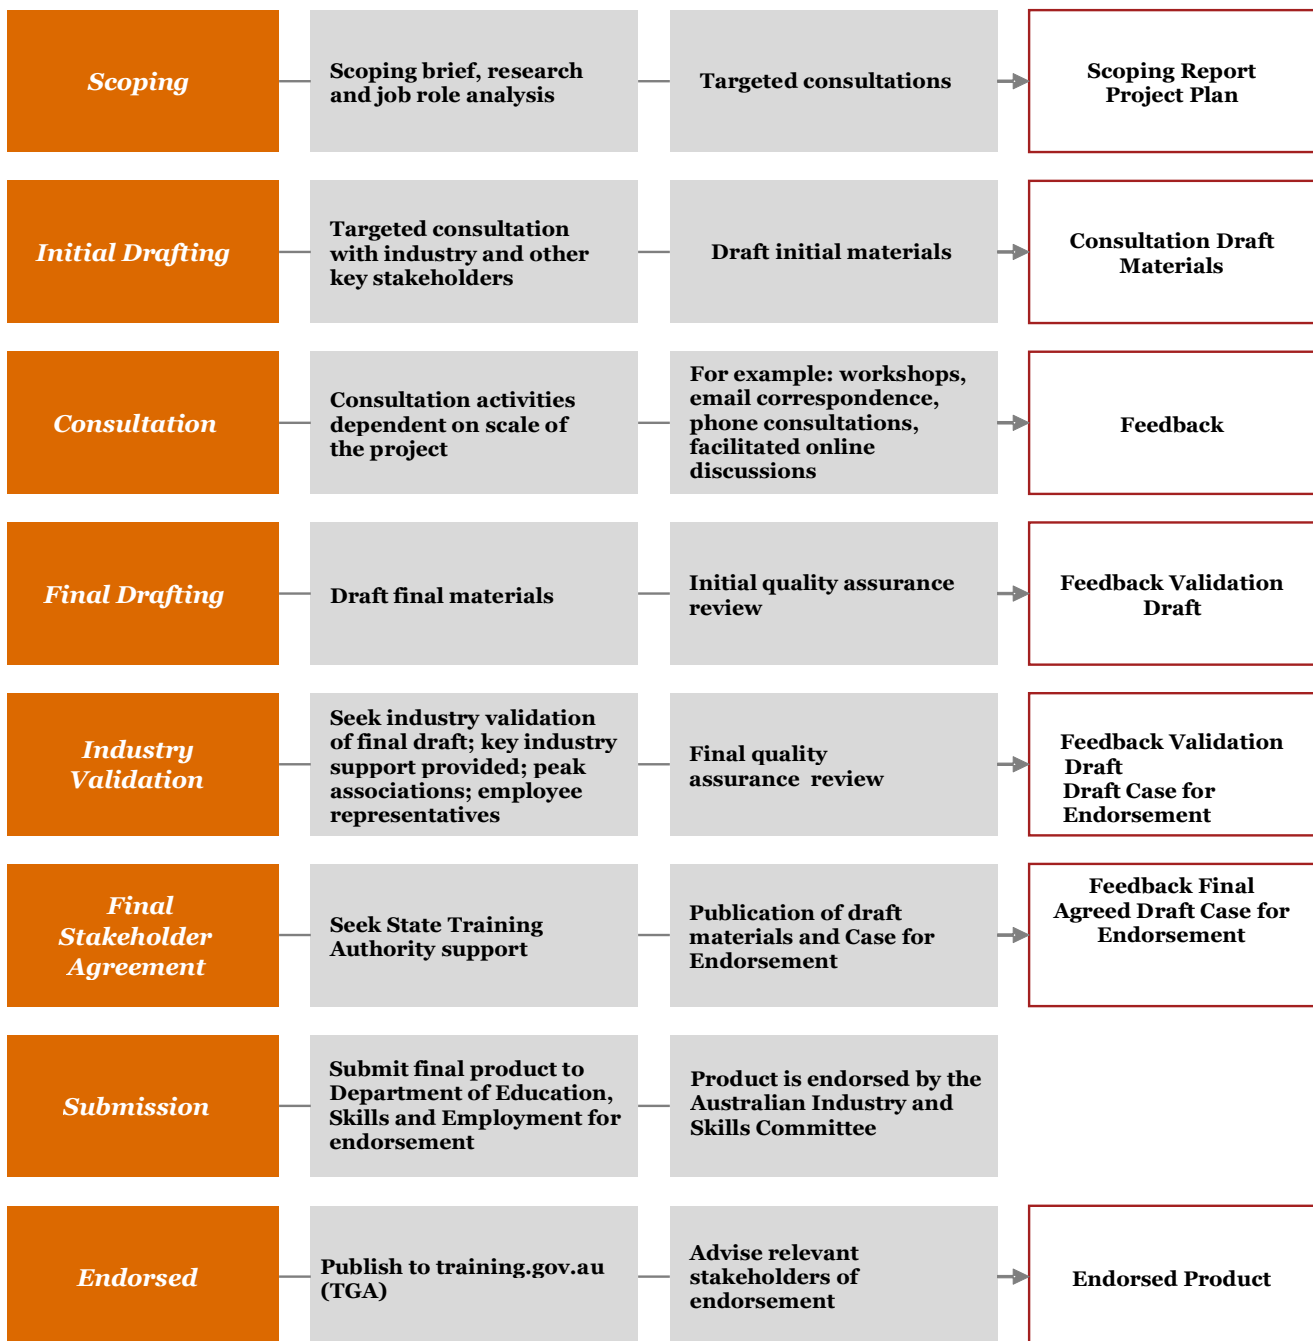 Scoping
Scoping brief, research
and job role analysis
Targeted consultations
Scoping Report
Project Plan
Initial Drafting
Targeted consultation
with industry and other
key stakeholders
Draft initial materials
Consultation Draft
Materials
Consultation
Consultation activities
dependent on scale of
the project
For example: workshops,
email correspondence,
phone consultations,
facilitated online
discussions
Feedback
Final Drafting
Draft final materials
Initial quality assurance
review
Feedback Validation
Draft
Industry
Validation
Seek industry validation
of final draft; key industry
support provided; peak
associations; employee
representatives
Final quality
assurance review
Feedback Validation
Draft
Draft Case for
Endorsement
Final
Stakeholder
Agreement
Seek State Training
Authority support
Publication of draft
materials and Case for
Endorsement
Feedback Final
Agreed Draft Case for
Endorsement
Submission
Submit final product to
Department of Education,
Skills and Employment for
endorsement
Product is endorsed by the
Australian Industry and
Skills Committee
Endorsed
Publish to training.gov.au
(TGA)
Advise relevant
stakeholders of
endorsement
Endorsed Product